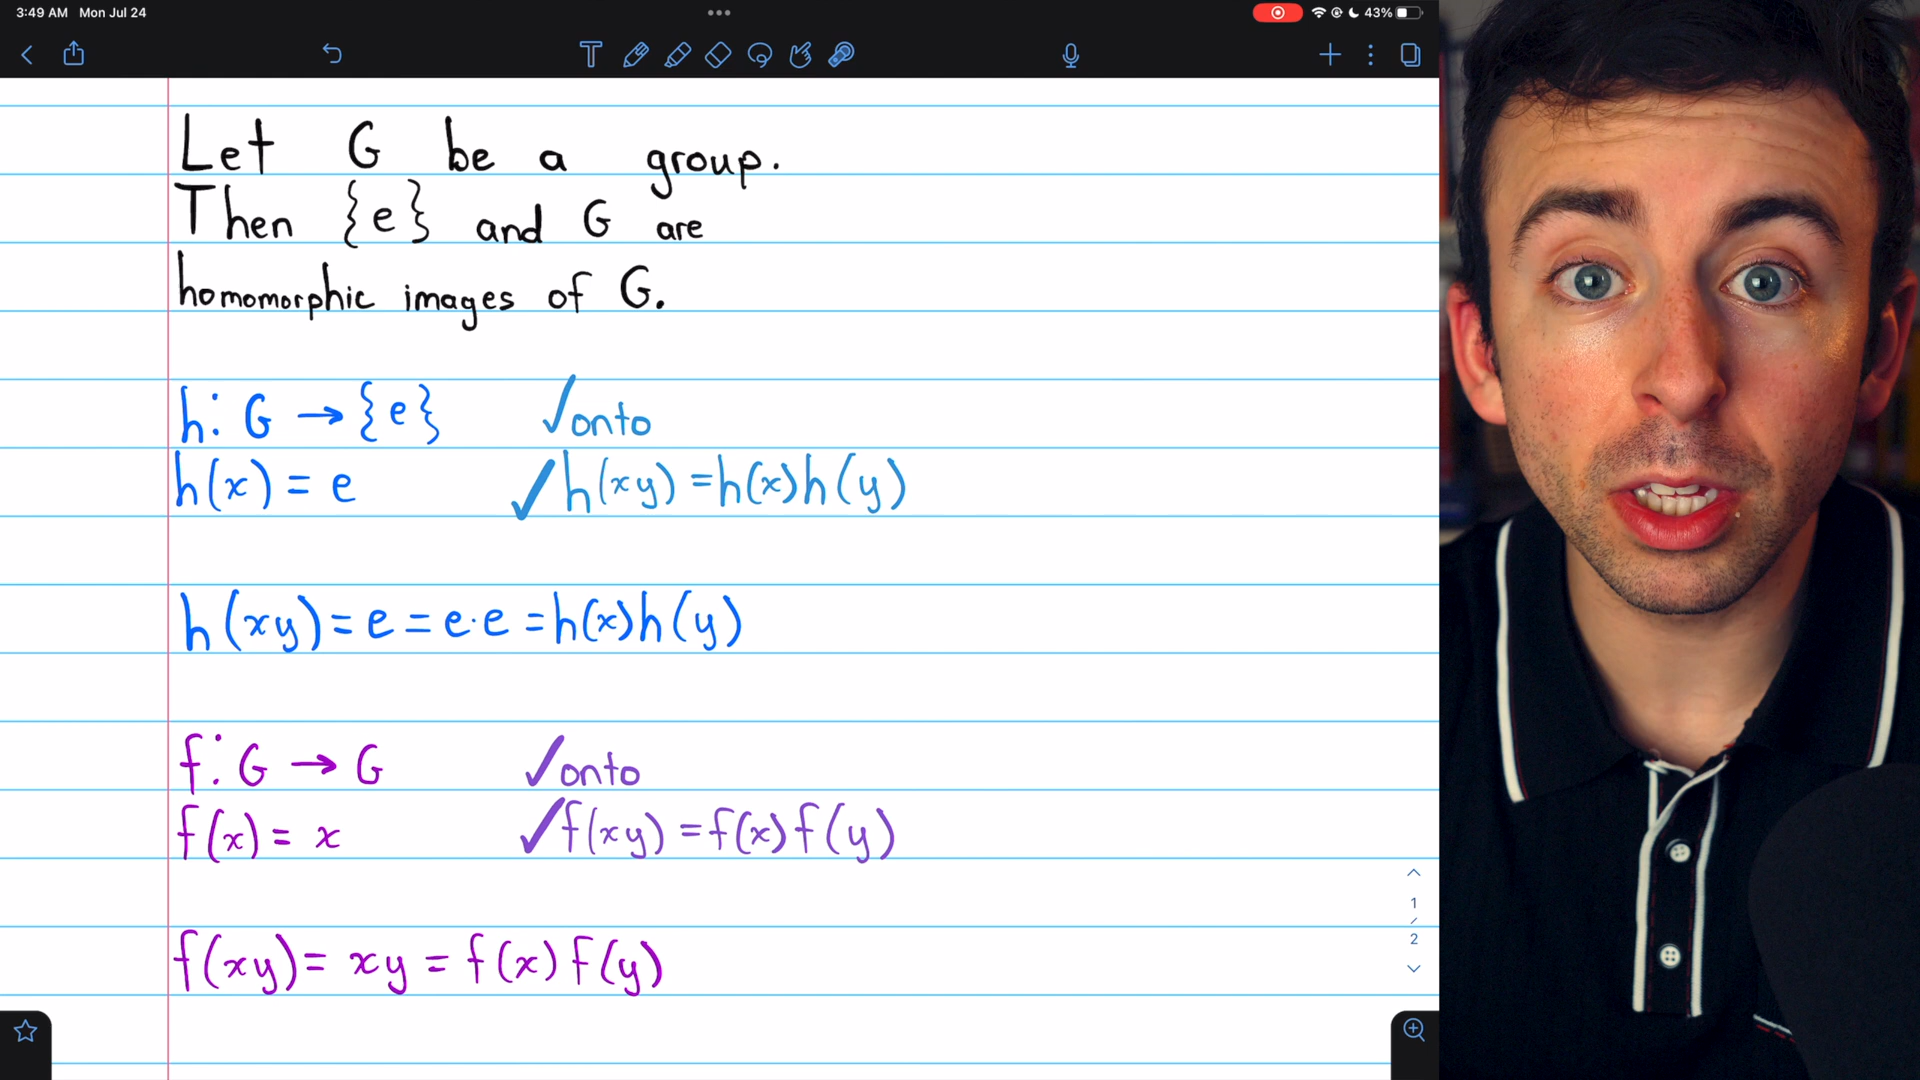 3:49 AM Mon Jul 24
43%
Let G be a group.
Then {e} and G are
homomorphic images of G.
h: G → {e} ✓onto
h(x) = e ✓h(xy) = h(x)h(y)
h(xy) = e = e·e = h(x)h(y)
f: G → G ✓onto
f(x) = x ✓f(xy) = f(x)f(y)
f(xy) = xy = f(x)f(y)
1
/
2